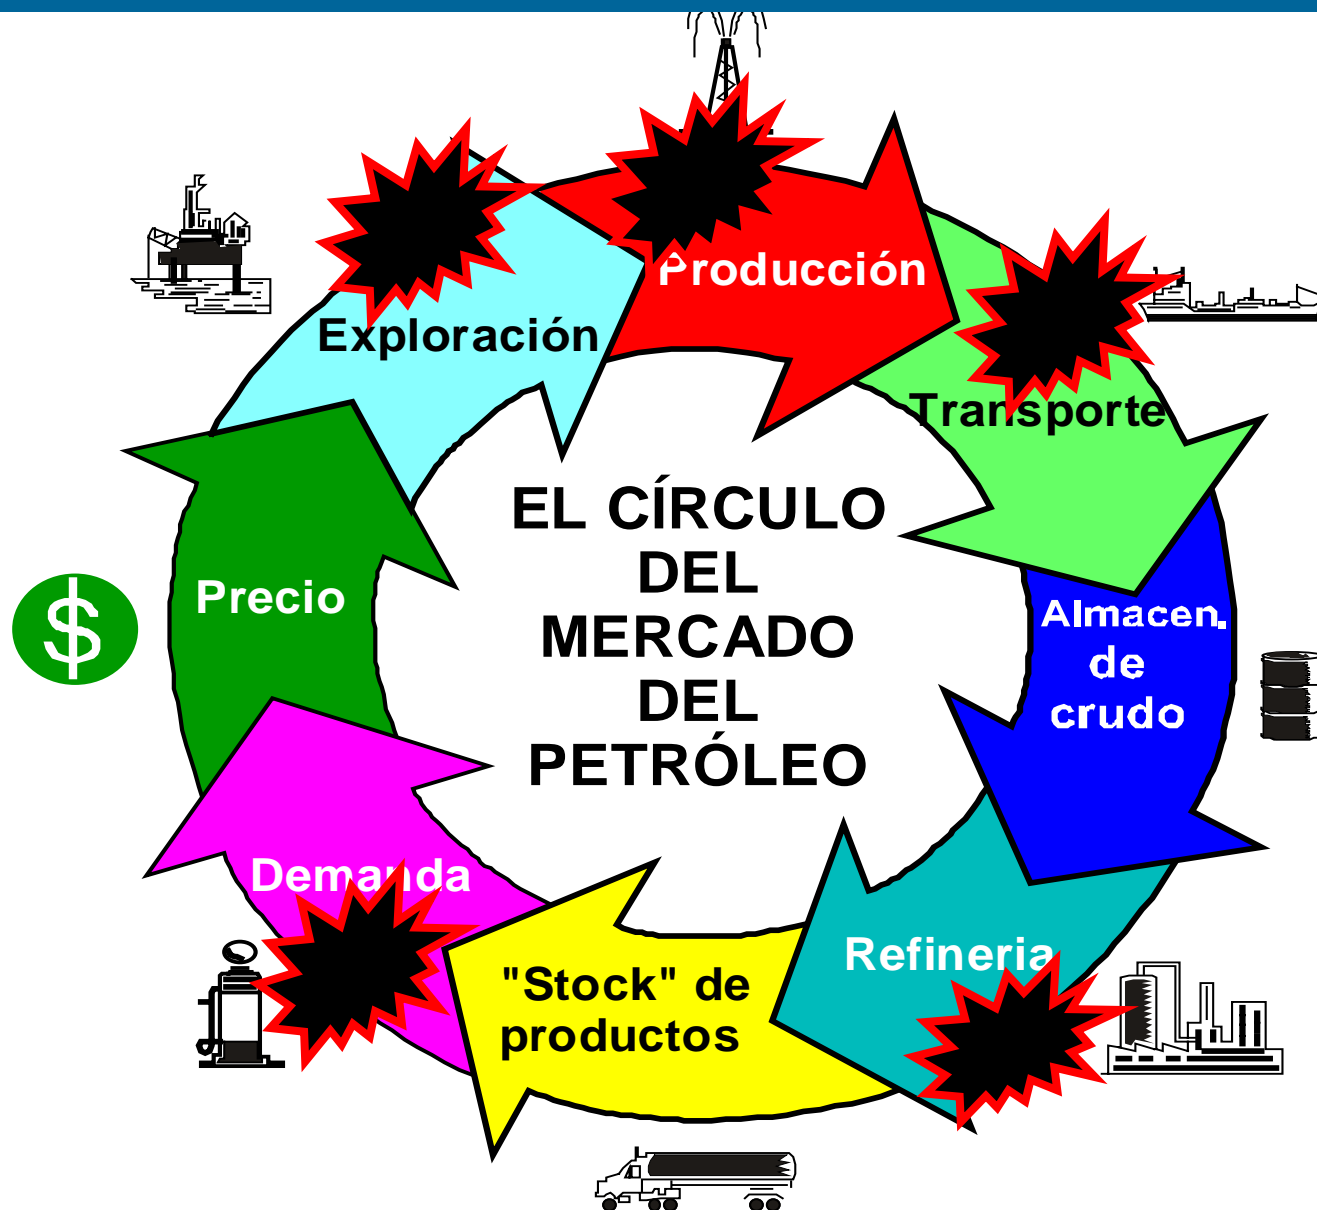 Producción
Exploración
Transporte
EL CÍRCULO
DEL
MERCADO
DEL
PETRÓLEO
Precio
$
Almacen.
de
crudo
Demanda
Refineria
"Stock" de
productos